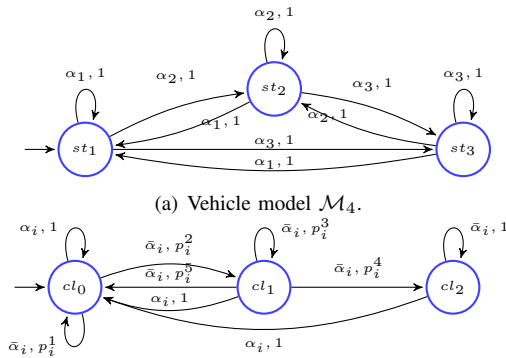 α₂, 1
α₁, 1
α₂, 1
st₂
α₃, 1
α₃, 1
α₁, 1
α₂, 1
st₁
α₃, 1
st₃
α₁, 1
(a) Vehicle model ℳ₄.
αᵢ, 1
ᾱᵢ, pᵢ²
ᾱᵢ, pᵢ³
ᾱᵢ, 1
ᾱᵢ, pᵢ⁵
ᾱᵢ, pᵢ⁴
cl₀
cl₁
cl₂
αᵢ, 1
ᾱᵢ, pᵢ¹
αᵢ, 1